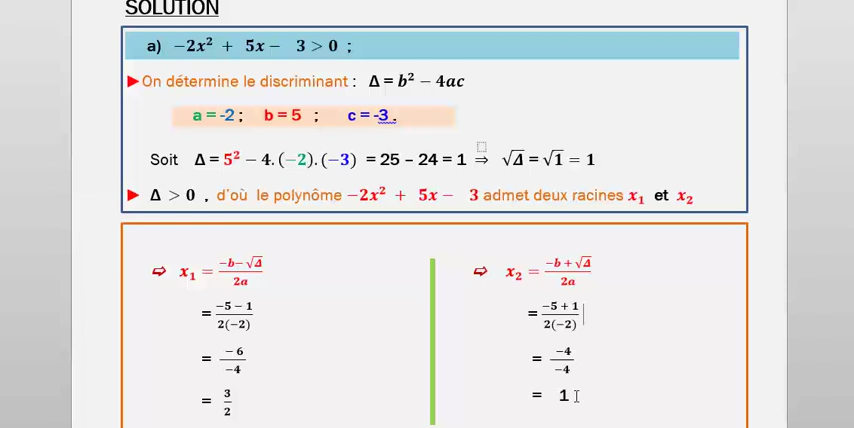 SOLUTION
a) −2x² + 5x − 3 > 0 ;
►On détermine le discriminant : Δ = b² − 4ac
a = -2 ; b = 5 ; c = -3 .
Soit Δ = 5² − 4.(−2).(−3) = 25 – 24 = 1 ⇒ √Δ = √1 = 1
► Δ > 0 , d'où le polynôme −2x² + 5x − 3 admet deux racines x₁ et x₂
⇨ x₁ = (−b−√Δ)/(2a)
= (−5 − 1)/(2(−2))
= (−6)/(−4)
= 3/2
⇨ x₂ = (−b + √Δ)/(2a)
= (−5 + 1)/(2(−2))
= (−4)/(−4)
= 1